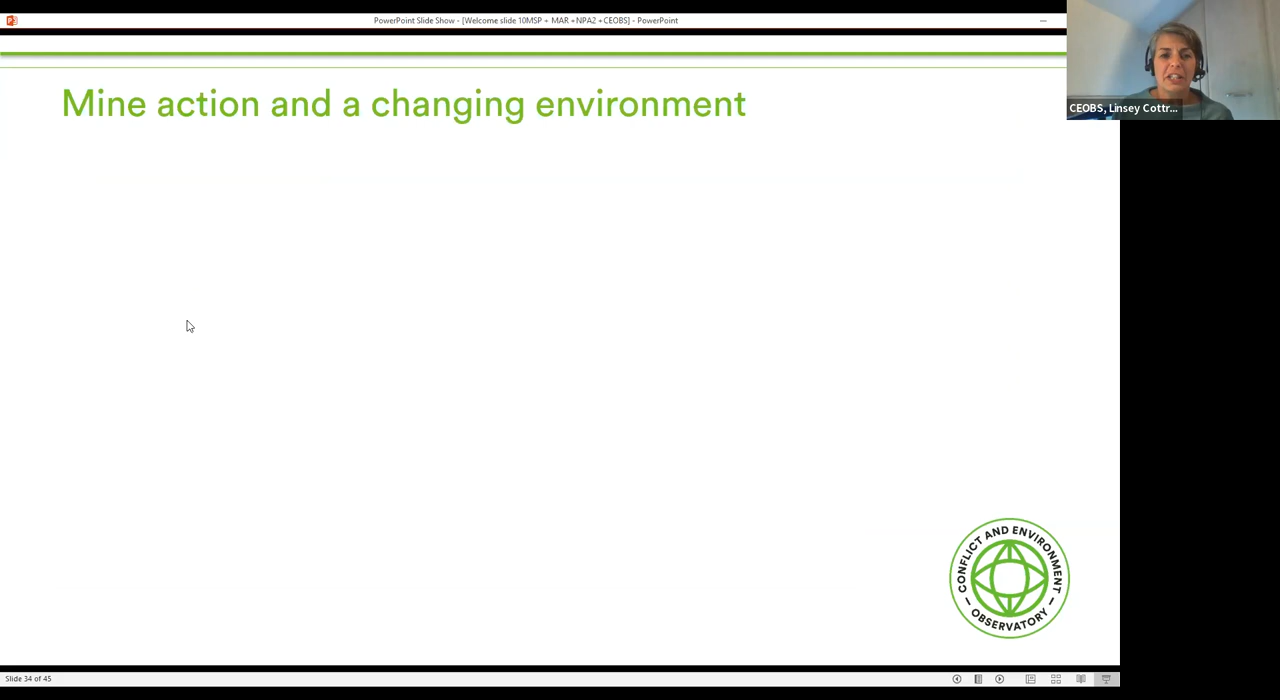 PowerPoint Slide Show - [Welcome slide 10MSP + MAR +NPA2 +CEOBS] - PowerPoint
CEOBS, Linsey Cottr...
Mine action and a changing environment
CONFLICT AND ENVIRONMENT
OBSERVATORY
Slide 34 of 45